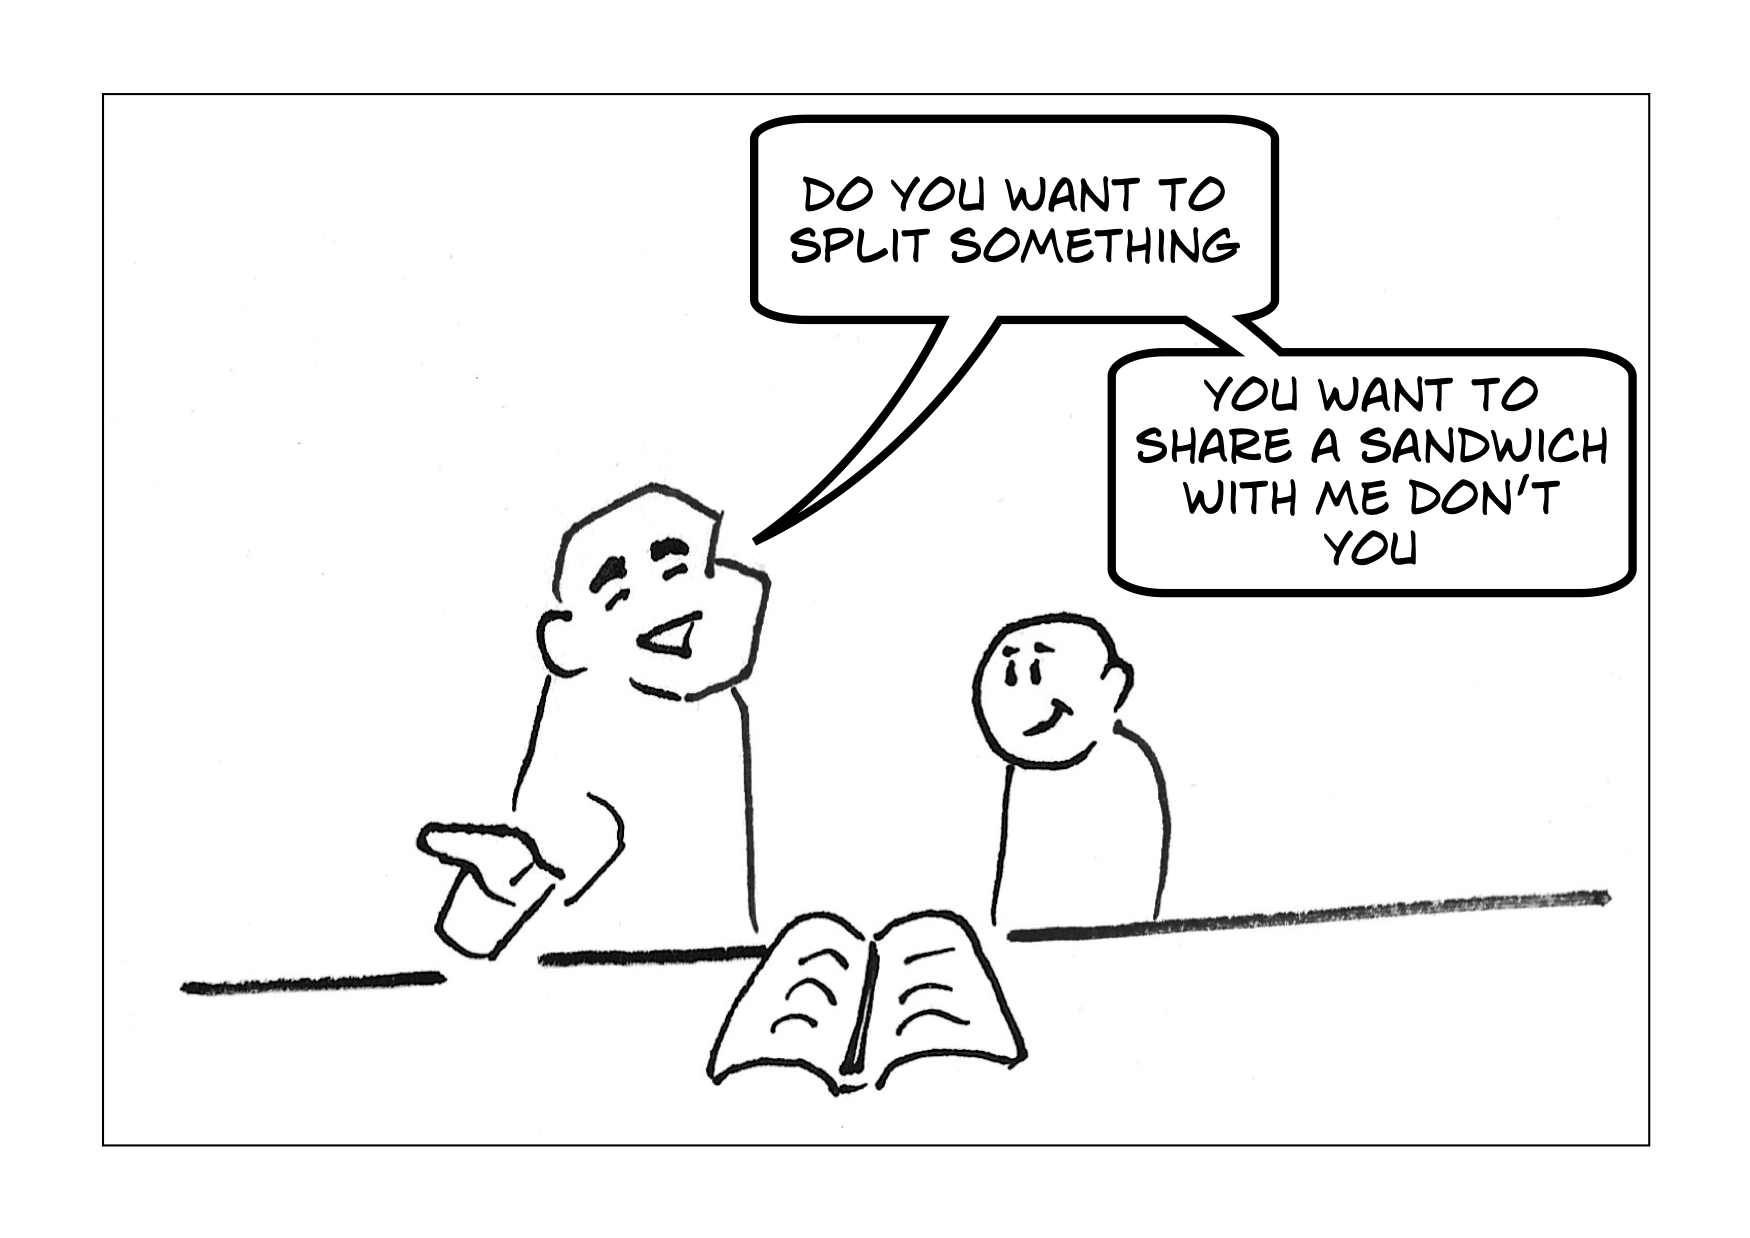 DO YOU WANT TO
SPLIT SOMETHING
YOU WANT TO
SHARE A SANDWICH
WITH ME DON'T
YOU